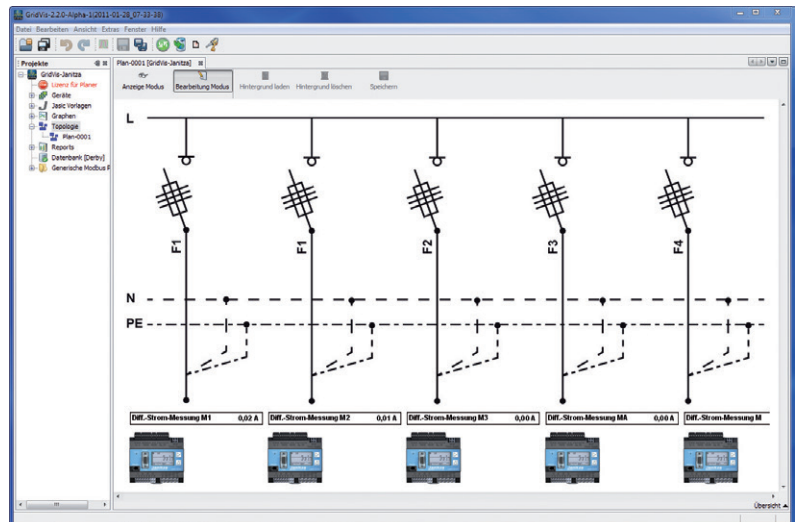 GridVis-2.2.0-Alpha-1(2011-01-28_07-33-38)
Datei Bearbeiten Ansicht Extras Fenster Hilfe
Projekte
GridVis-Janitza
Lizenz für Planer
Geräte
Jasic Vorlagen
Graphen
Topologie
Plan-0001
Reports
Datenbank [Derby]
Generische Modbus F
Plan-0001 [GridVis-Janitza]
Anzeige Modus Bearbeitung Modus Hintergrund laden Hintergrund löschen Speichern
L
F1 F1 F2 F3 F4
N
PE
Diff.-Strom-Messung M1 0,02 A Diff.-Strom-Messung M2 0,01 A Diff.-Strom-Messung M3 0,00 A Diff.-Strom-Messung MA 0,00 A Diff.-Strom-Messung M
Übersicht